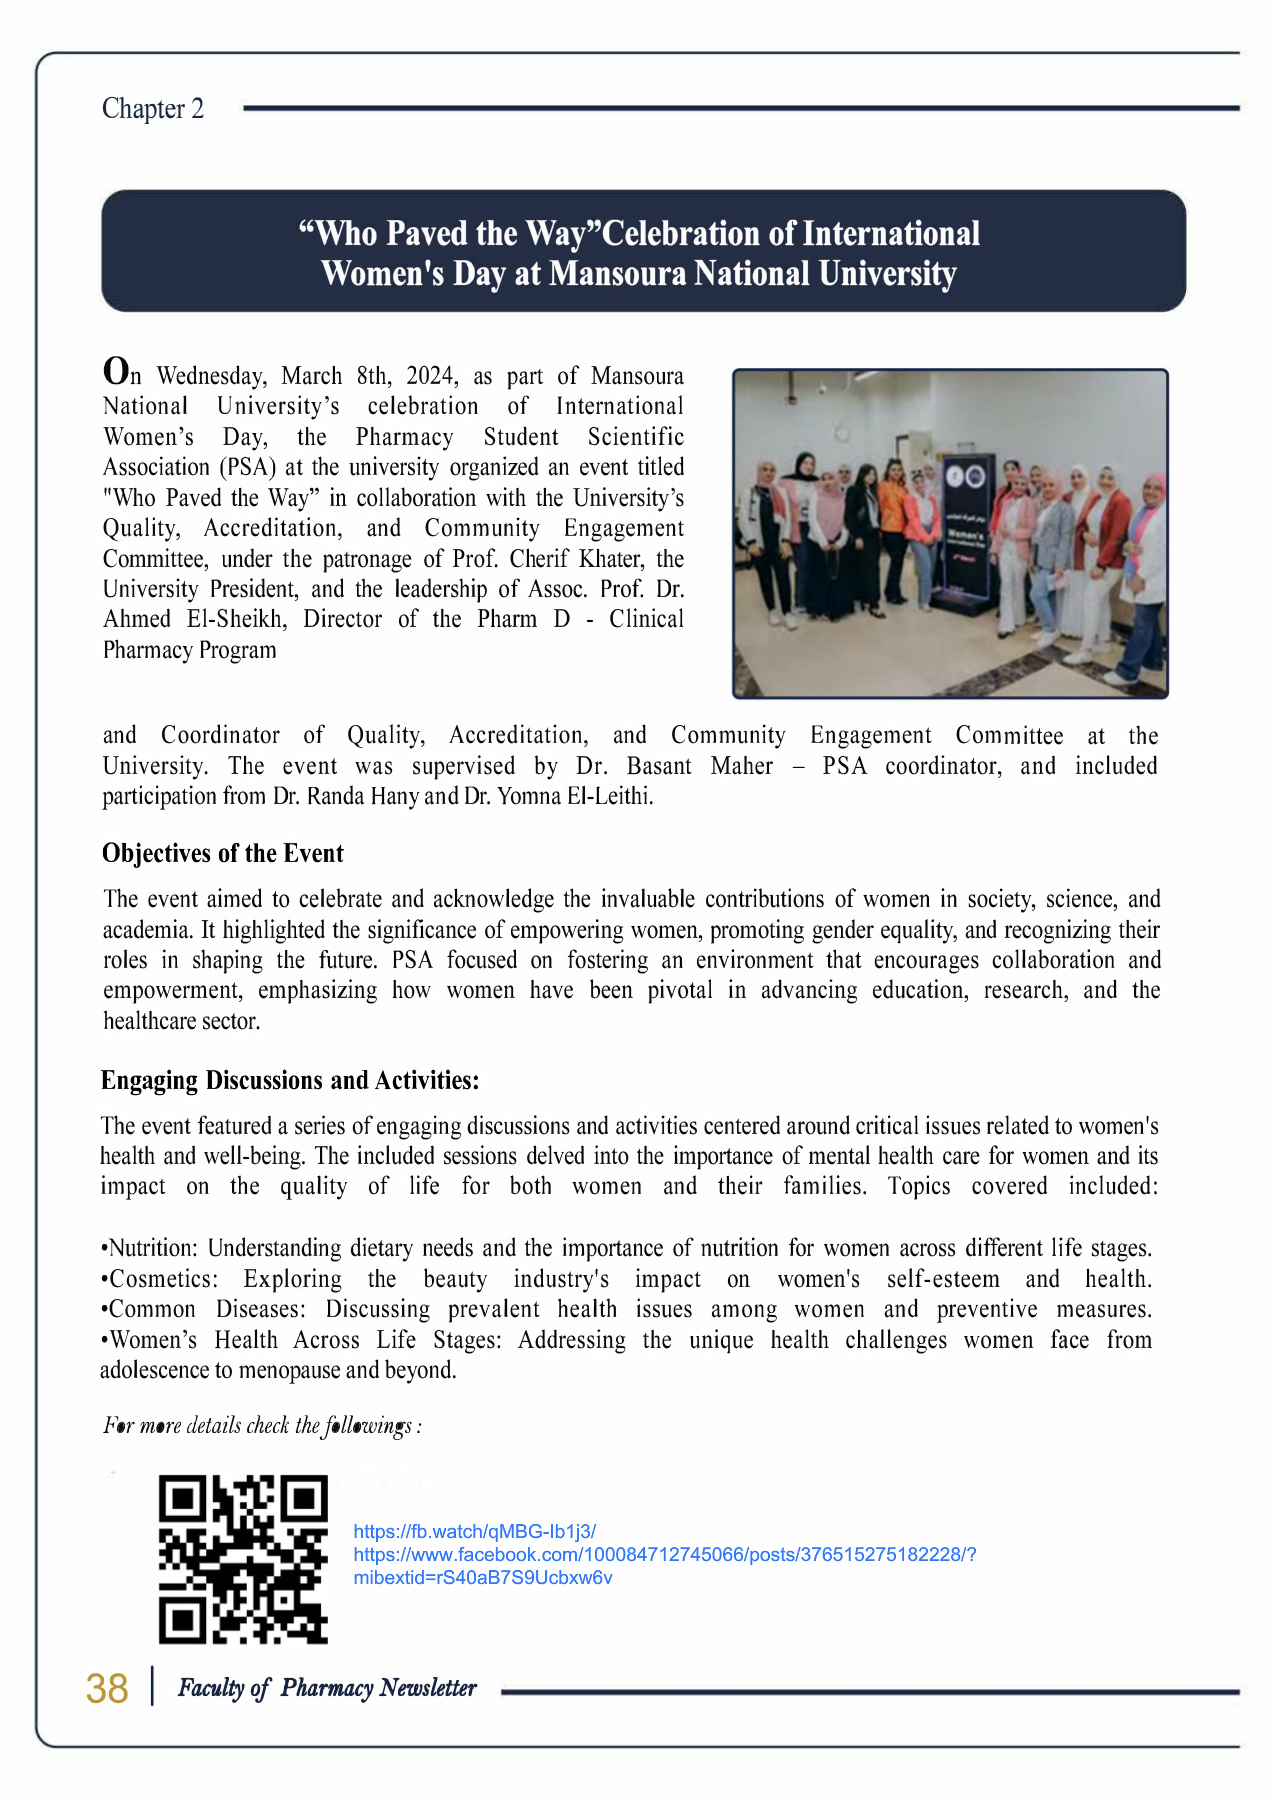 Chapter 2
“Who Paved the Way”Celebration of International
Women's Day at Mansoura National University
On Wednesday, March 8th, 2024, as part of Mansoura
National University’s celebration of International
Women’s Day, the Pharmacy Student Scientific
Association (PSA) at the university organized an event titled
"Who Paved the Way” in collaboration with the University’s
Quality, Accreditation, and Community Engagement
Committee, under the patronage of Prof. Cherif Khater, the
University President, and the leadership of Assoc. Prof. Dr.
Ahmed El-Sheikh, Director of the Pharm D - Clinical
Pharmacy Program
Women's
International Day
and Coordinator of Quality, Accreditation, and Community Engagement Committee at the
University. The event was supervised by Dr. Basant Maher – PSA coordinator, and included
participation from Dr. Randa Hany and Dr. Yomna El-Leithi.
Objectives of the Event
The event aimed to celebrate and acknowledge the invaluable contributions of women in society, science, and
academia. It highlighted the significance of empowering women, promoting gender equality, and recognizing their
roles in shaping the future. PSA focused on fostering an environment that encourages collaboration and
empowerment, emphasizing how women have been pivotal in advancing education, research, and the
healthcare sector.
Engaging Discussions and Activities:
The event featured a series of engaging discussions and activities centered around critical issues related to women's
health and well-being. The included sessions delved into the importance of mental health care for women and its
impact on the quality of life for both women and their families. Topics covered included:
•Nutrition: Understanding dietary needs and the importance of nutrition for women across different life stages.
•Cosmetics: Exploring the beauty industry's impact on women's self-esteem and health.
•Common Diseases: Discussing prevalent health issues among women and preventive measures.
•Women’s Health Across Life Stages: Addressing the unique health challenges women face from
adolescence to menopause and beyond.
For more details check the followings :
https://fb.watch/qMBG-Ib1j3/
https://www.facebook.com/100084712745066/posts/376515275182228/?
mibextid=rS40aB7S9Ucbxw6v
38 | Faculty of Pharmacy Newsletter